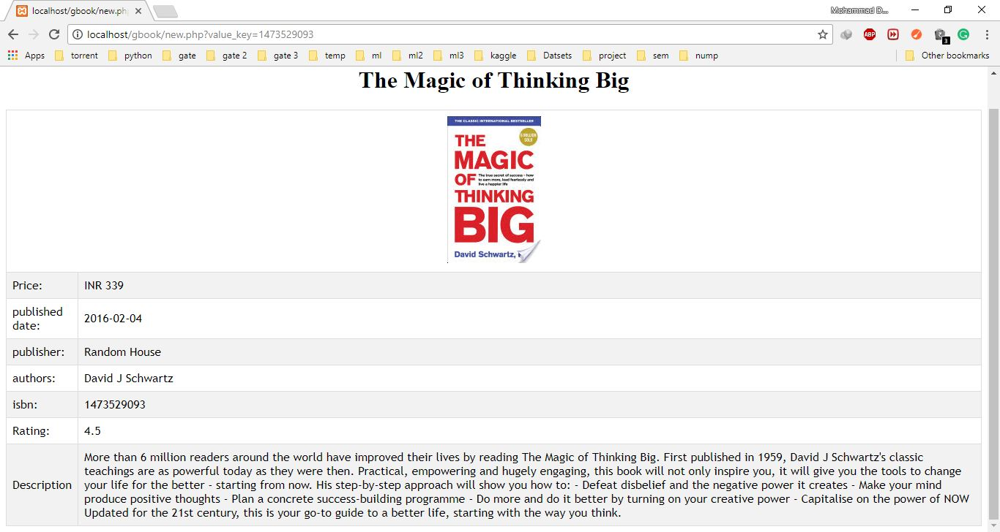 localhost/gbook/new.ph
Mohammad D...
localhost/gbook/new.php?value_key=1473529093
ABP
3
Apps torrent python gate gate 2 gate 3 temp ml ml2 ml3 kaggle Datsets project sem nump Other bookmarks
The Magic of Thinking Big
THE CLASSIC INTERNATIONAL BESTSELLER
6 MILLION
SOLD
THE
MAGIC
OF
The true secret of success – how
to earn more, lead fearlessly and
live a happier life
THINKING
BIG
David Schwartz,
Price: INR 339
published
date: 2016-02-04
publisher: Random House
authors: David J Schwartz
isbn: 1473529093
Rating: 4.5
Description
More than 6 million readers around the world have improved their lives by reading The Magic of Thinking Big. First published in 1959, David J Schwartz's classic
teachings are as powerful today as they were then. Practical, empowering and hugely engaging, this book will not only inspire you, it will give you the tools to change
your life for the better - starting from now. His step-by-step approach will show you how to: - Defeat disbelief and the negative power it creates - Make your mind
produce positive thoughts - Plan a concrete success-building programme - Do more and do it better by turning on your creative power - Capitalise on the power of NOW
Updated for the 21st century, this is your go-to guide to a better life, starting with the way you think.